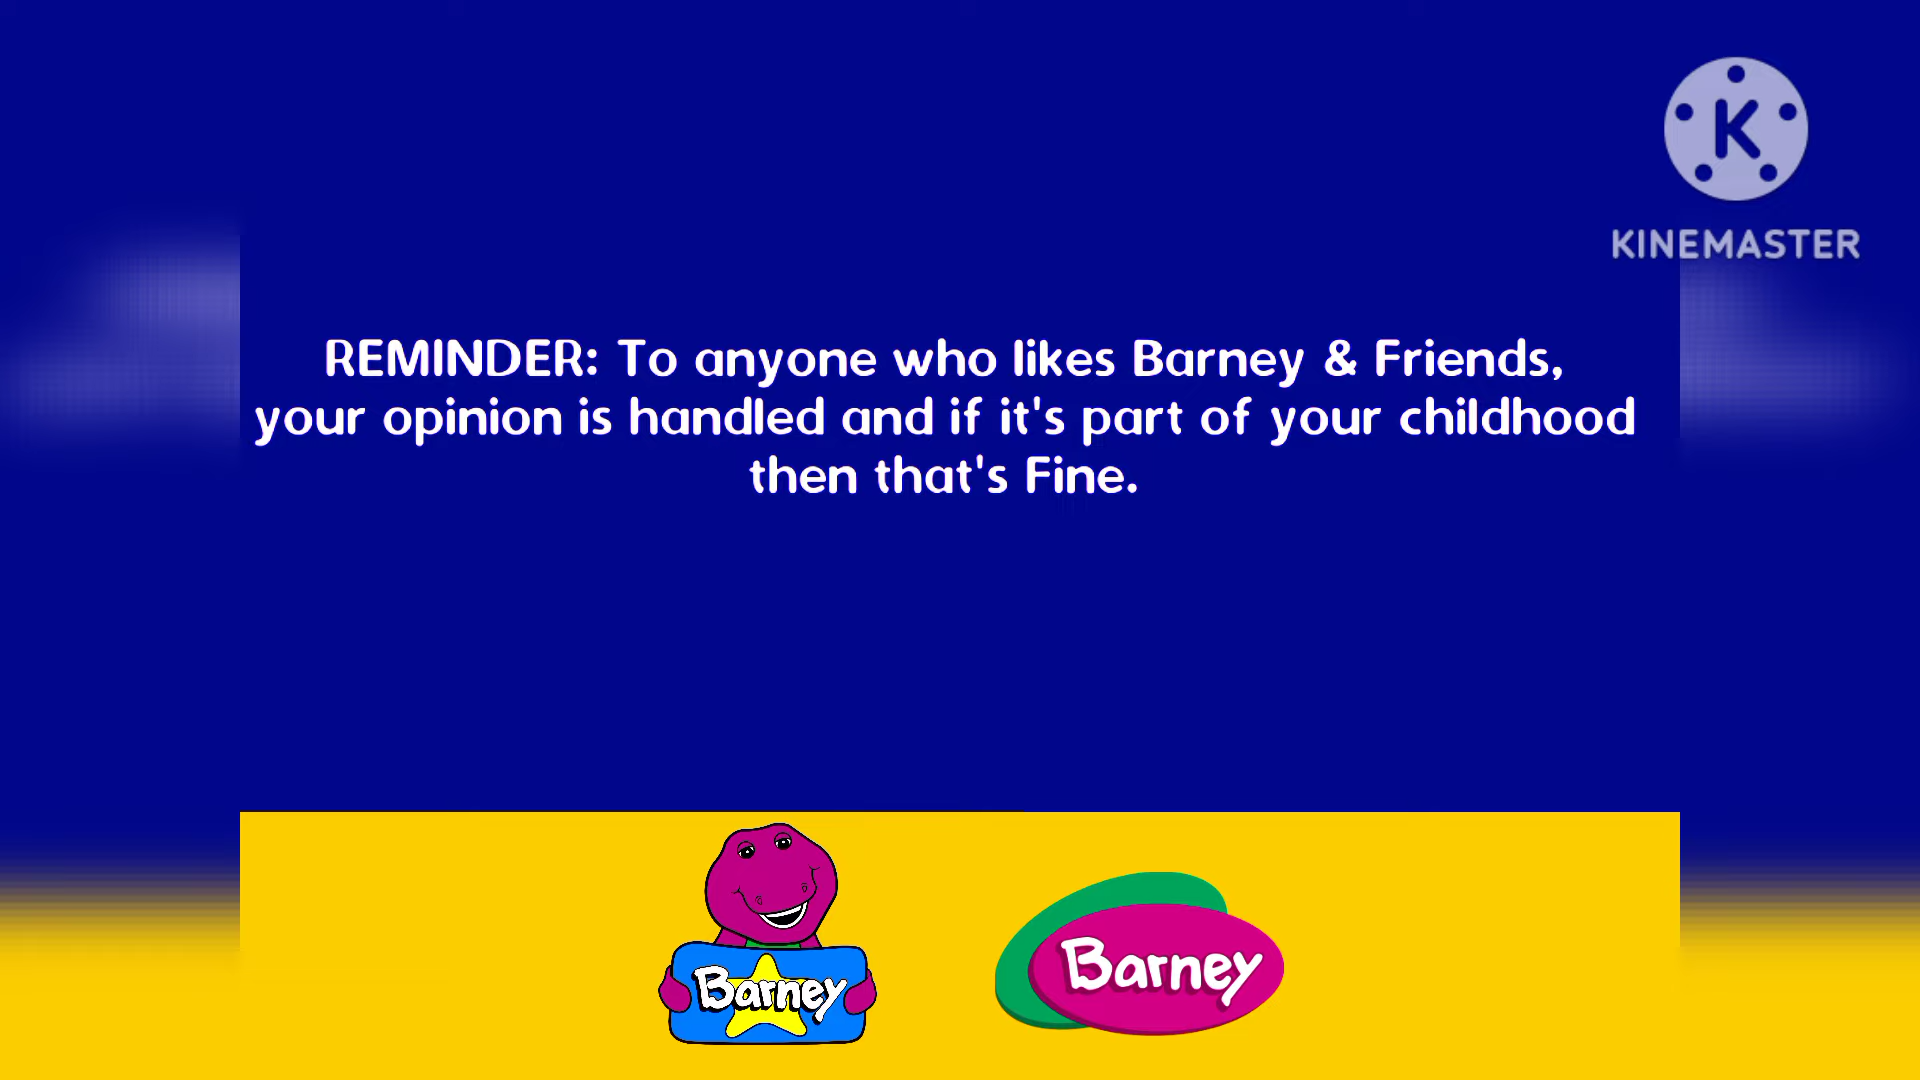 K
KINEMASTER
REMINDER: To anyone who likes Barney & Friends,
your opinion is handled and if it's part of your childhood
then that's Fine.
Barney
Barney